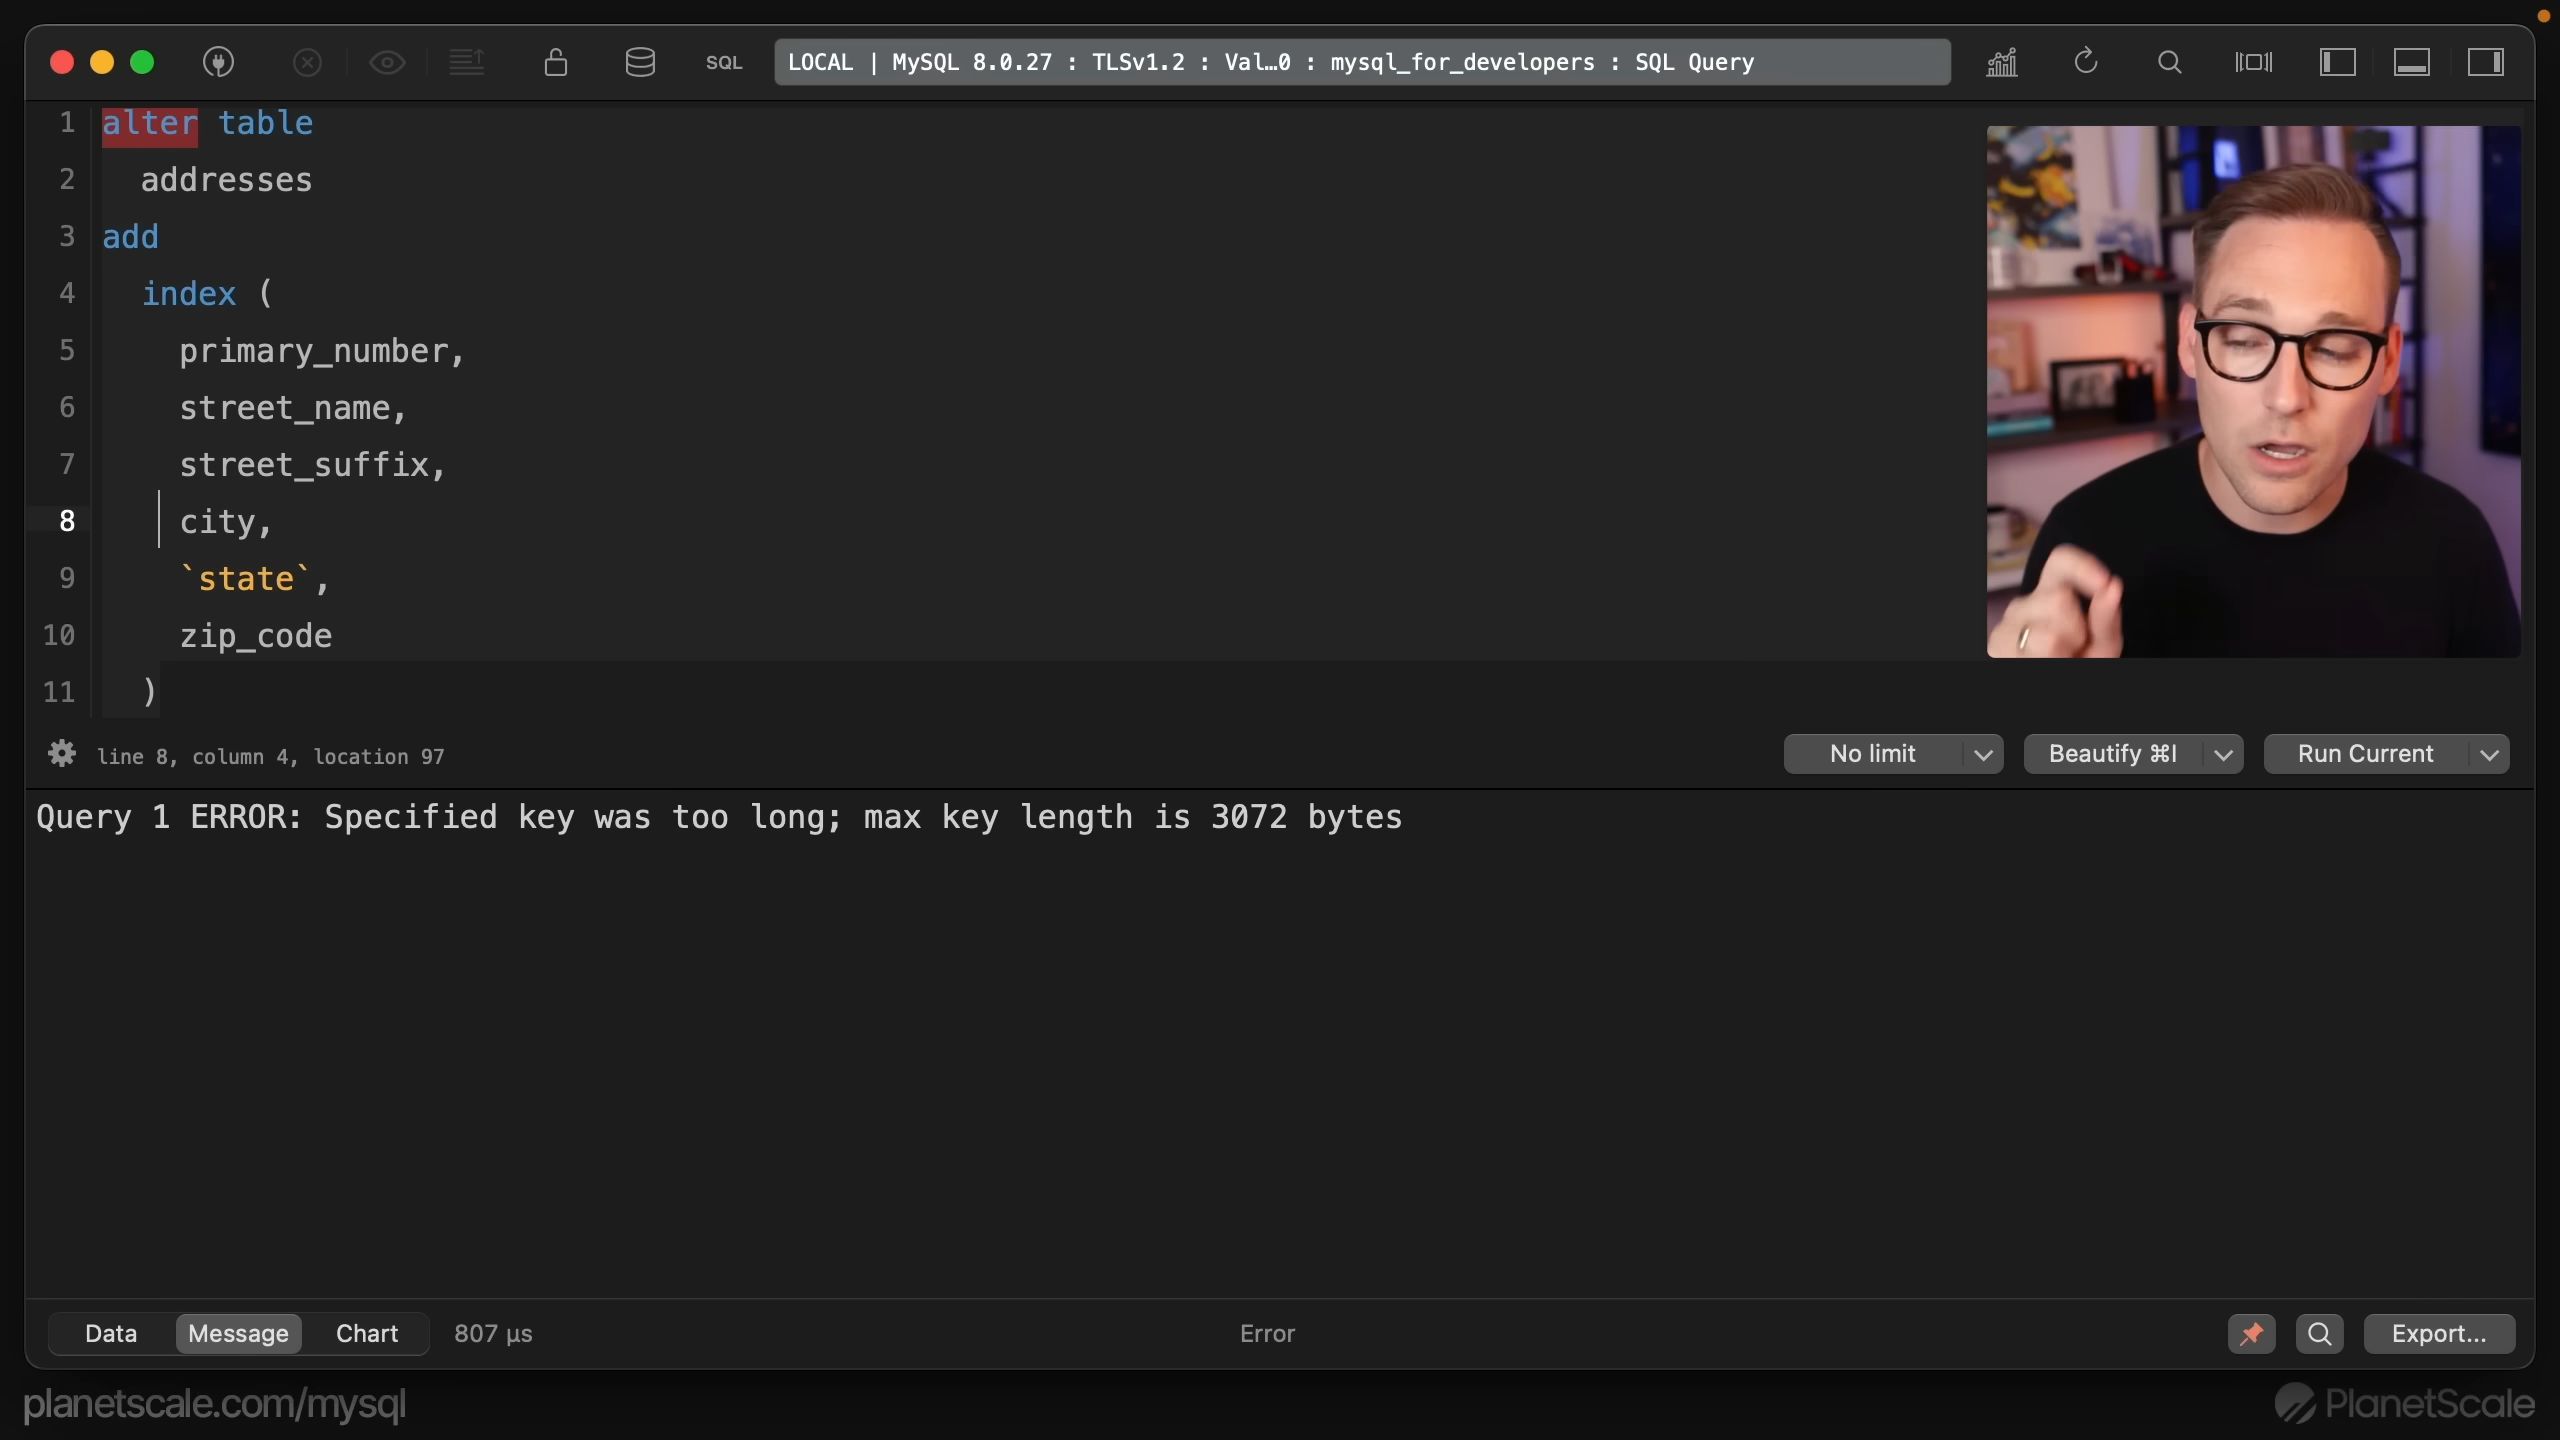 SQL
LOCAL | MySQL 8.0.27 : TLSv1.2 : Val…0 : mysql_for_developers : SQL Query
1 alter table
2 addresses
3 add
4 index (
5 primary_number,
6 street_name,
7 street_suffix,
8 city,
9 `state`,
10 zip_code
11 )
line 8, column 4, location 97
No limit
Beautify ⌘I
Run Current
Query 1 ERROR: Specified key was too long; max key length is 3072 bytes
Data
Message
Chart
807 µs
Error
Export...
planetscale.com/mysql
PlanetScale